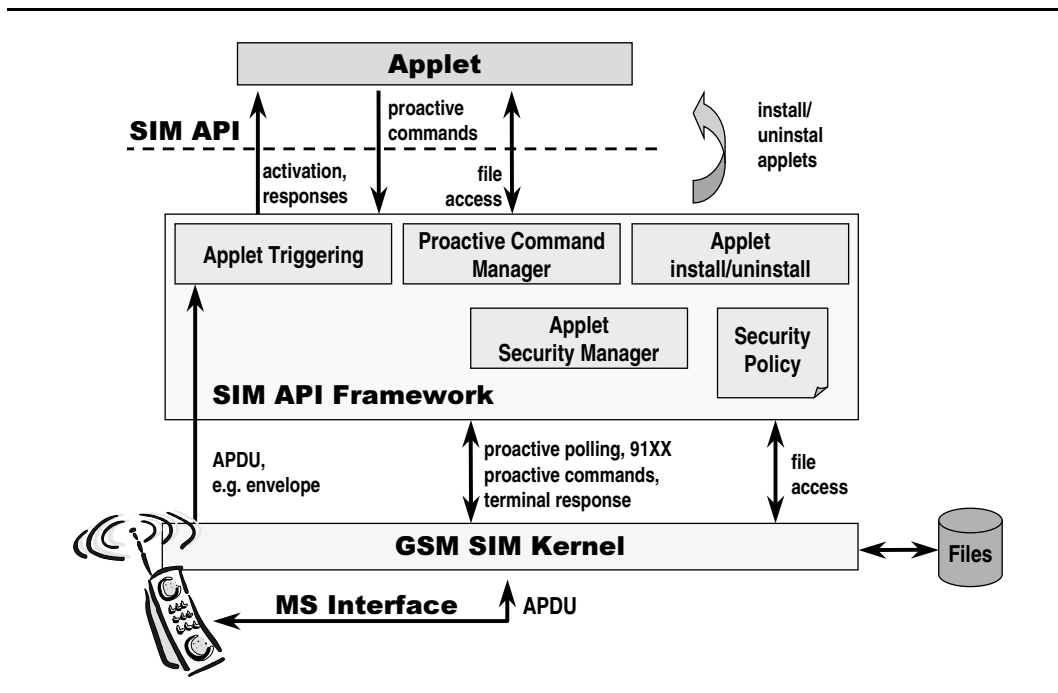 Applet
proactive
commands
install/
uninstal
applets
SIM API
activation,
responses
file
access
Applet Triggering
Proactive Command
Manager
Applet
install/uninstall
Applet
Security Manager
Security
Policy
SIM API Framework
APDU,
e.g. envelope
proactive polling, 91XX
proactive commands,
terminal response
file
access
GSM SIM Kernel
Files
MS Interface
APDU